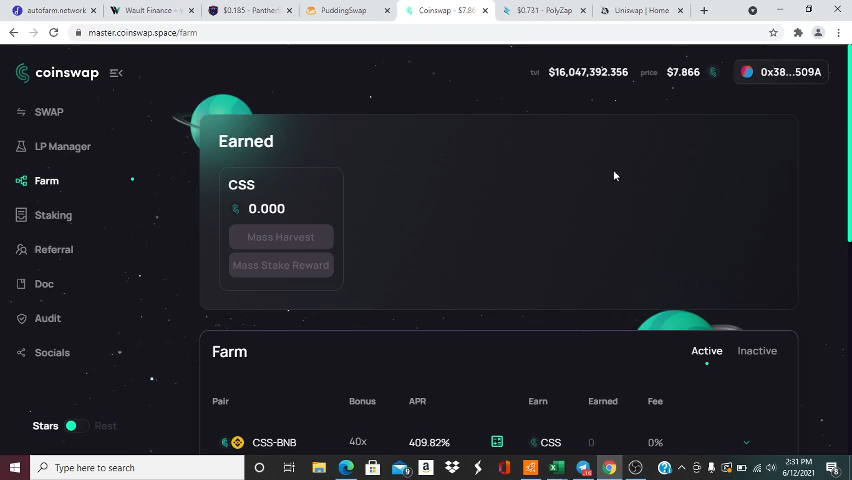 autofarm.network
Wault Finance –
$0.185 - PantherS
PuddingSwap
Coinswap - $7.86
$0.731 - PolyZap
Uniswap | Home
master.coinswap.space/farm
coinswap
tvl $16,047,392.356 price $7.866 0x38...509A
SWAP
LP Manager
Farm
Staking
Referral
Doc
Audit
Socials
Stars Rest
Earned
CSS
0.000
Mass Harvest
Mass Stake Reward
Farm Active Inactive
Pair Bonus APR Earn Earned Fee
CSS-BNB 40x 409.82% CSS 0 0%
Type here to search
2:31 PM
6/12/2021